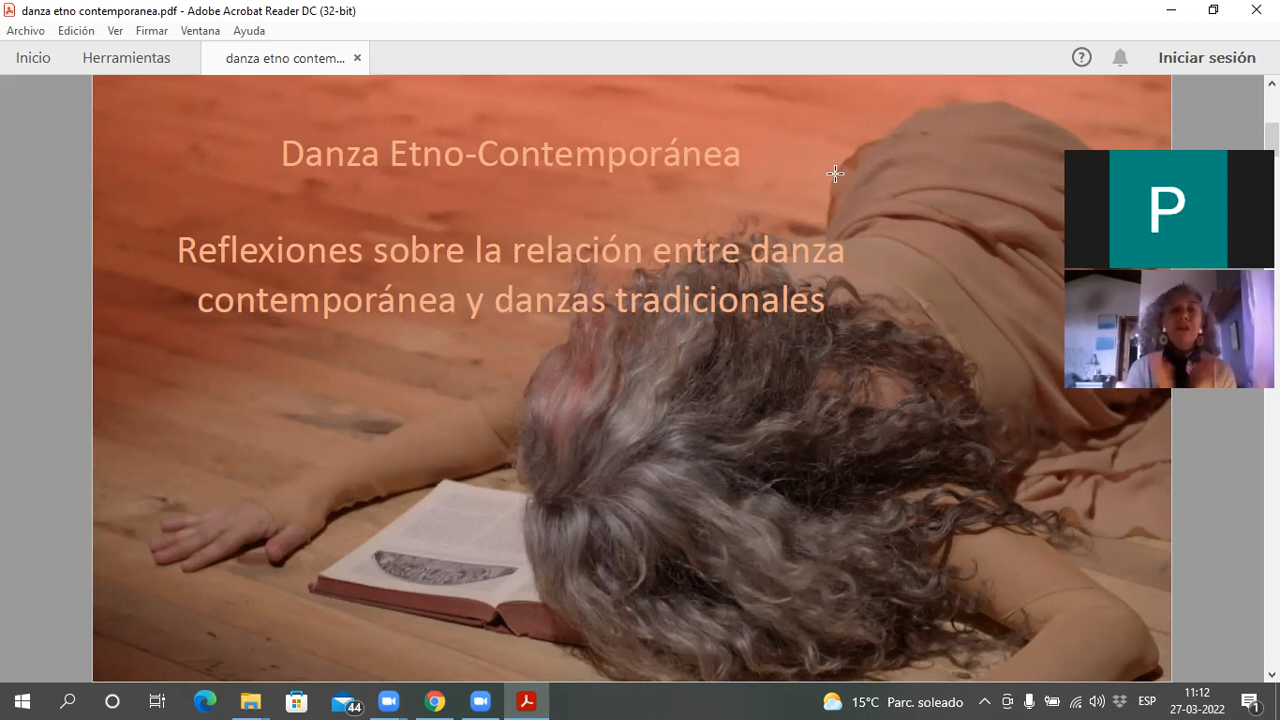 danza etno contemporanea.pdf - Adobe Acrobat Reader DC (32-bit)
Archivo Edición Ver Firmar Ventana Ayuda
Inicio Herramientas danza etno contem... × ? Iniciar sesión
Danza Etno-Contemporánea
Reflexiones sobre la relación entre danza
contemporánea y danzas tradicionales
P
44
15°C Parc. soleado
ESP
11:12
27-03-2022
1